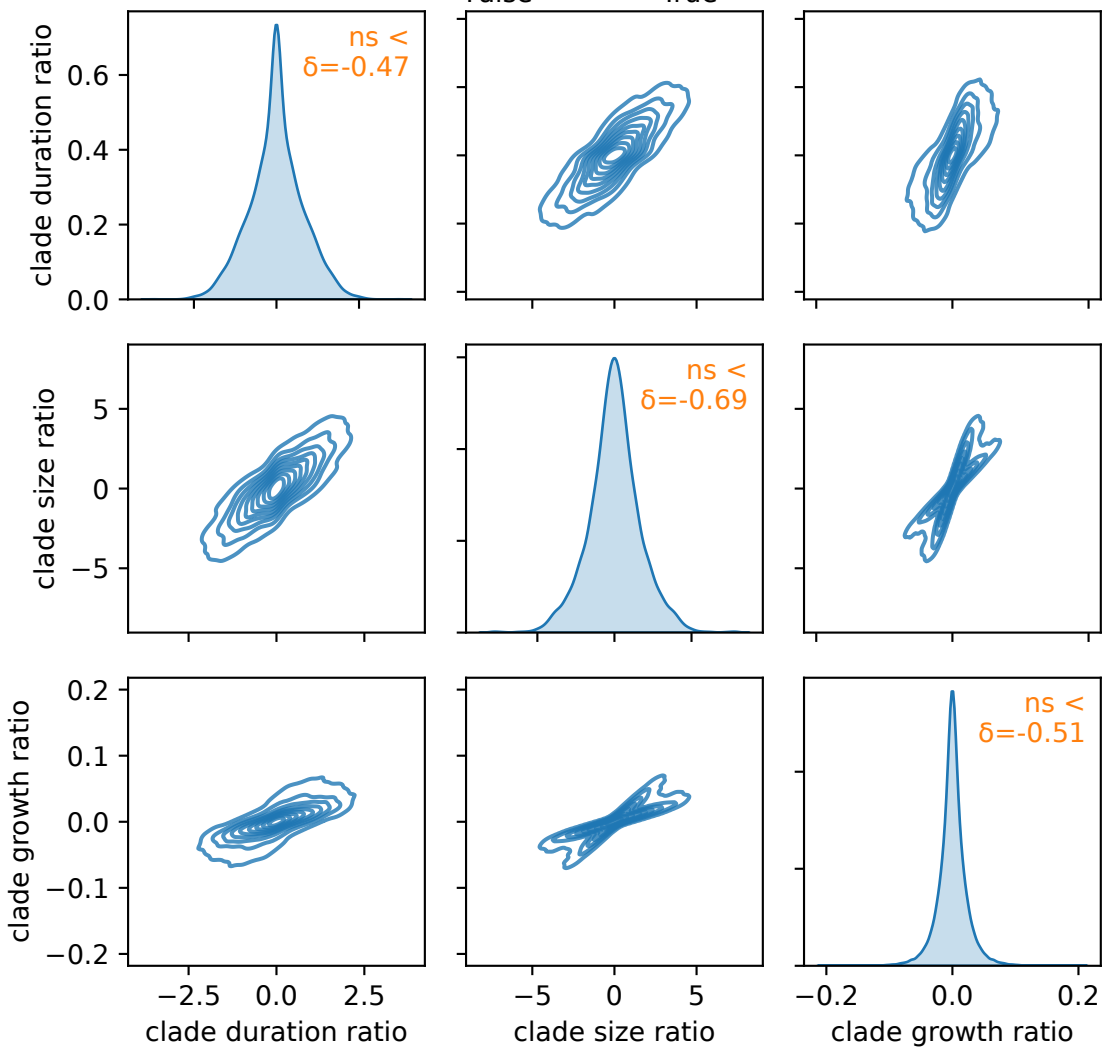 clade duration ratio
0.6
0.4
0.2
0.0
ns <
δ=-0.47
clade size ratio
5
0
−5
ns <
δ=-0.69
clade growth ratio
0.2
0.1
0.0
−0.1
−0.2
ns <
δ=-0.51
−2.5 0.0 2.5
−5 0 5
−0.2 0.0 0.2
clade duration ratio
clade size ratio
clade growth ratio